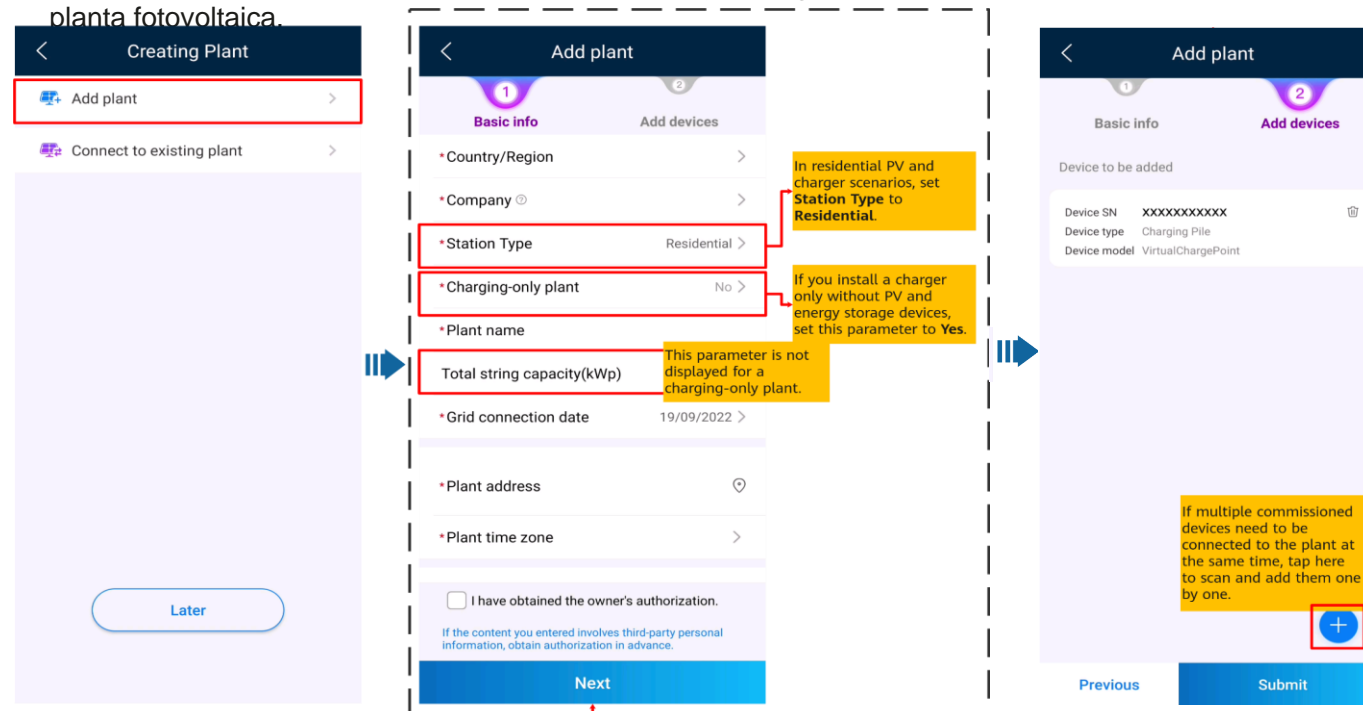 planta fotovoltaica.
Creating Plant
Add plant
Connect to existing plant
Later
Add plant
1
2
Basic info
Add devices
*Country/Region
*Company
*Station Type
Residential
*Charging-only plant
No
*Plant name
Total string capacity(kWp)
*Grid connection date
19/09/2022
*Plant address
*Plant time zone
I have obtained the owner's authorization.
If the content you entered involves third-party personal
information, obtain authorization in advance.
Next
In residential PV and
charger scenarios, set
Station Type to
Residential.
If you install a charger
only without PV and
energy storage devices,
set this parameter to Yes.
This parameter is not
displayed for a
charging-only plant.
Add plant
1
2
Basic info
Add devices
Device to be added
Device SN XXXXXXXXXXX
Device type Charging Pile
Device model VirtualChargePoint
If multiple commissioned
devices need to be
connected to the plant at
the same time, tap here
to scan and add them one
by one.
Previous
Submit